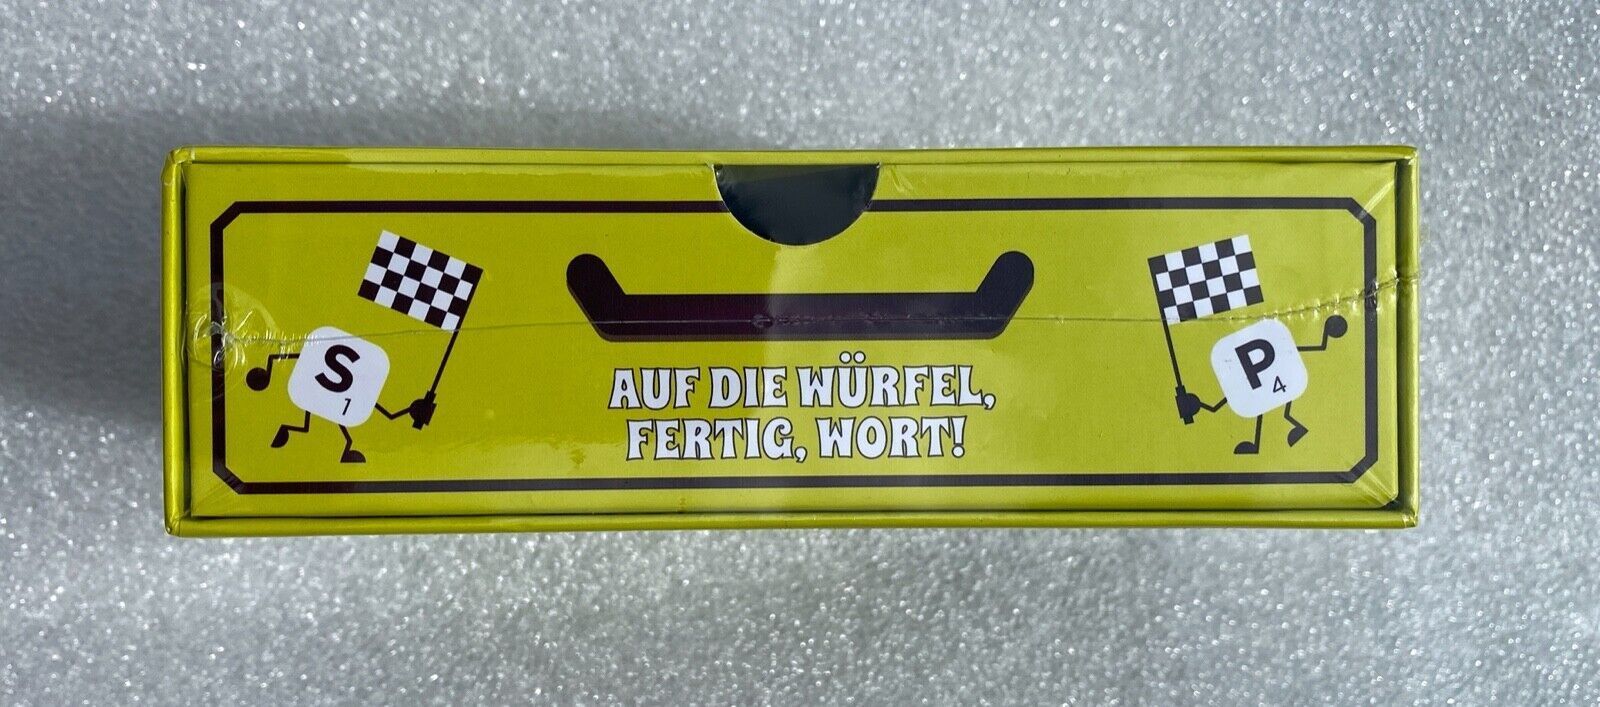 S
1
P
4
AUF DIE WÜRFEL,
FERTIG, WORT!